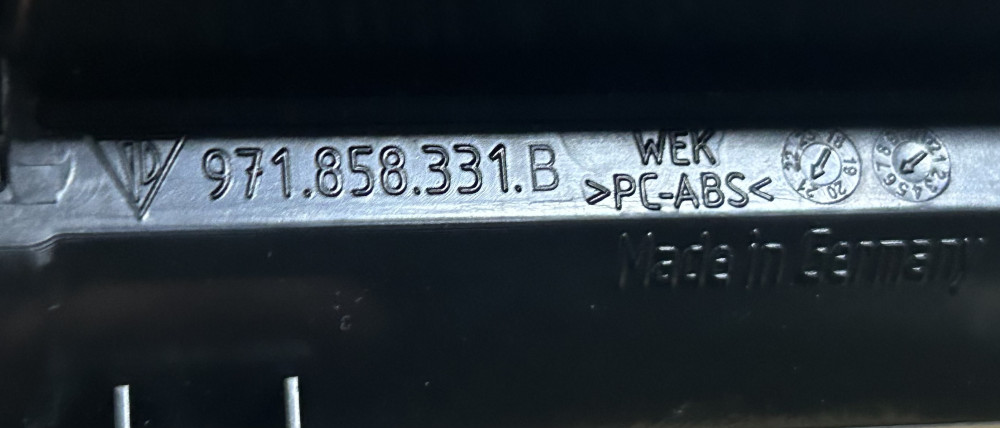 971.858.331.B
WEK
>PC-ABS<
Made in Germany